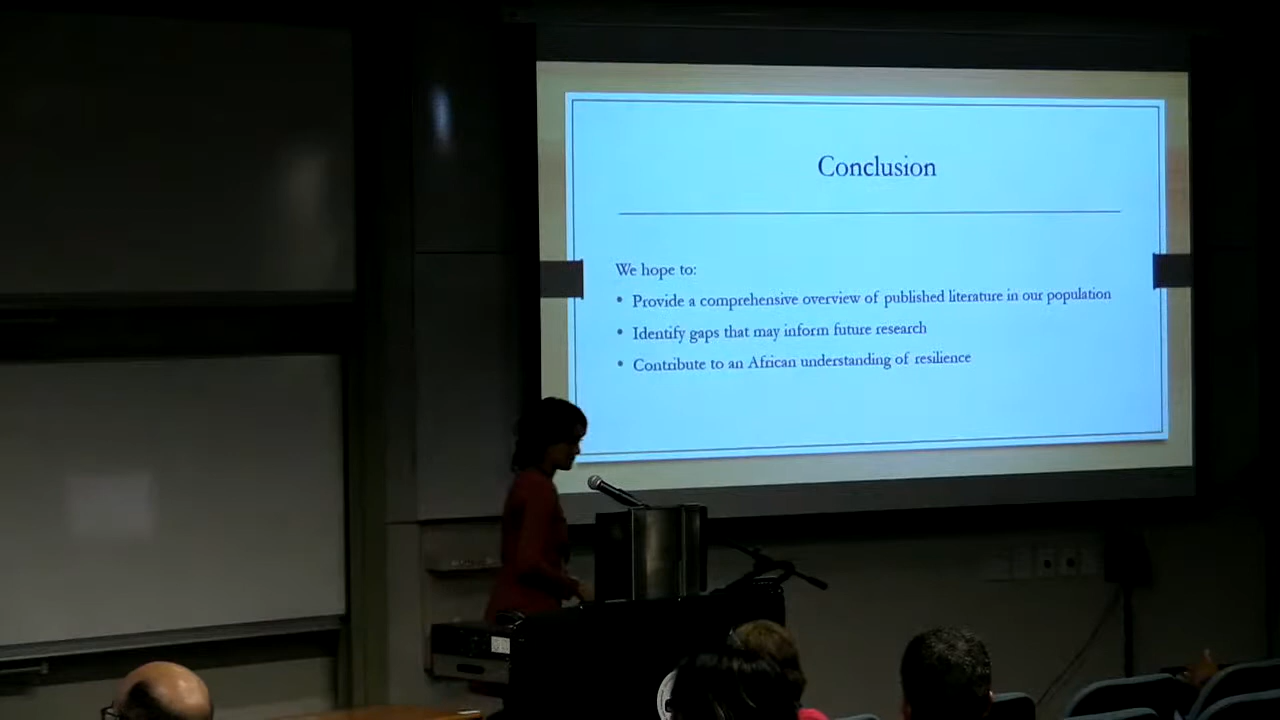 Conclusion
We hope to:
• Provide a comprehensive overview of published literature in our population
• Identify gaps that may inform future research
• Contribute to an African understanding of resilience